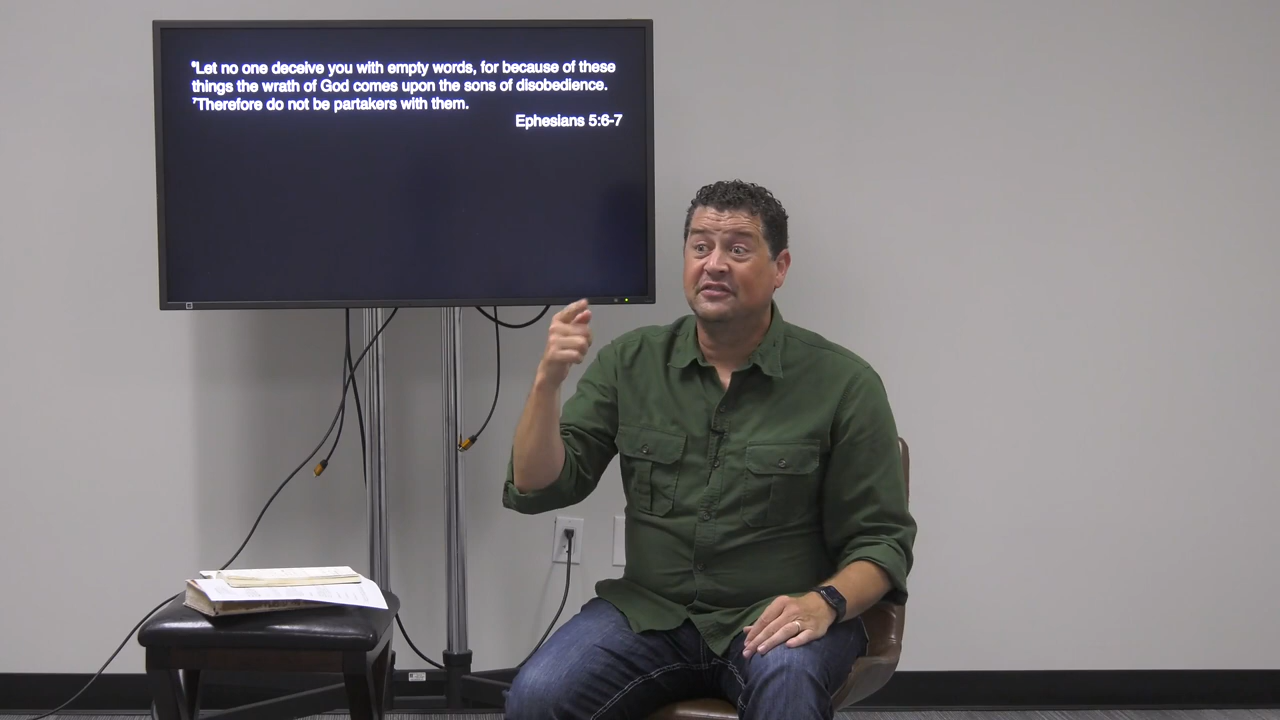 ⁶Let no one deceive you with empty words, for because of these
things the wrath of God comes upon the sons of disobedience.
⁷Therefore do not be partakers with them.
Ephesians 5:6-7